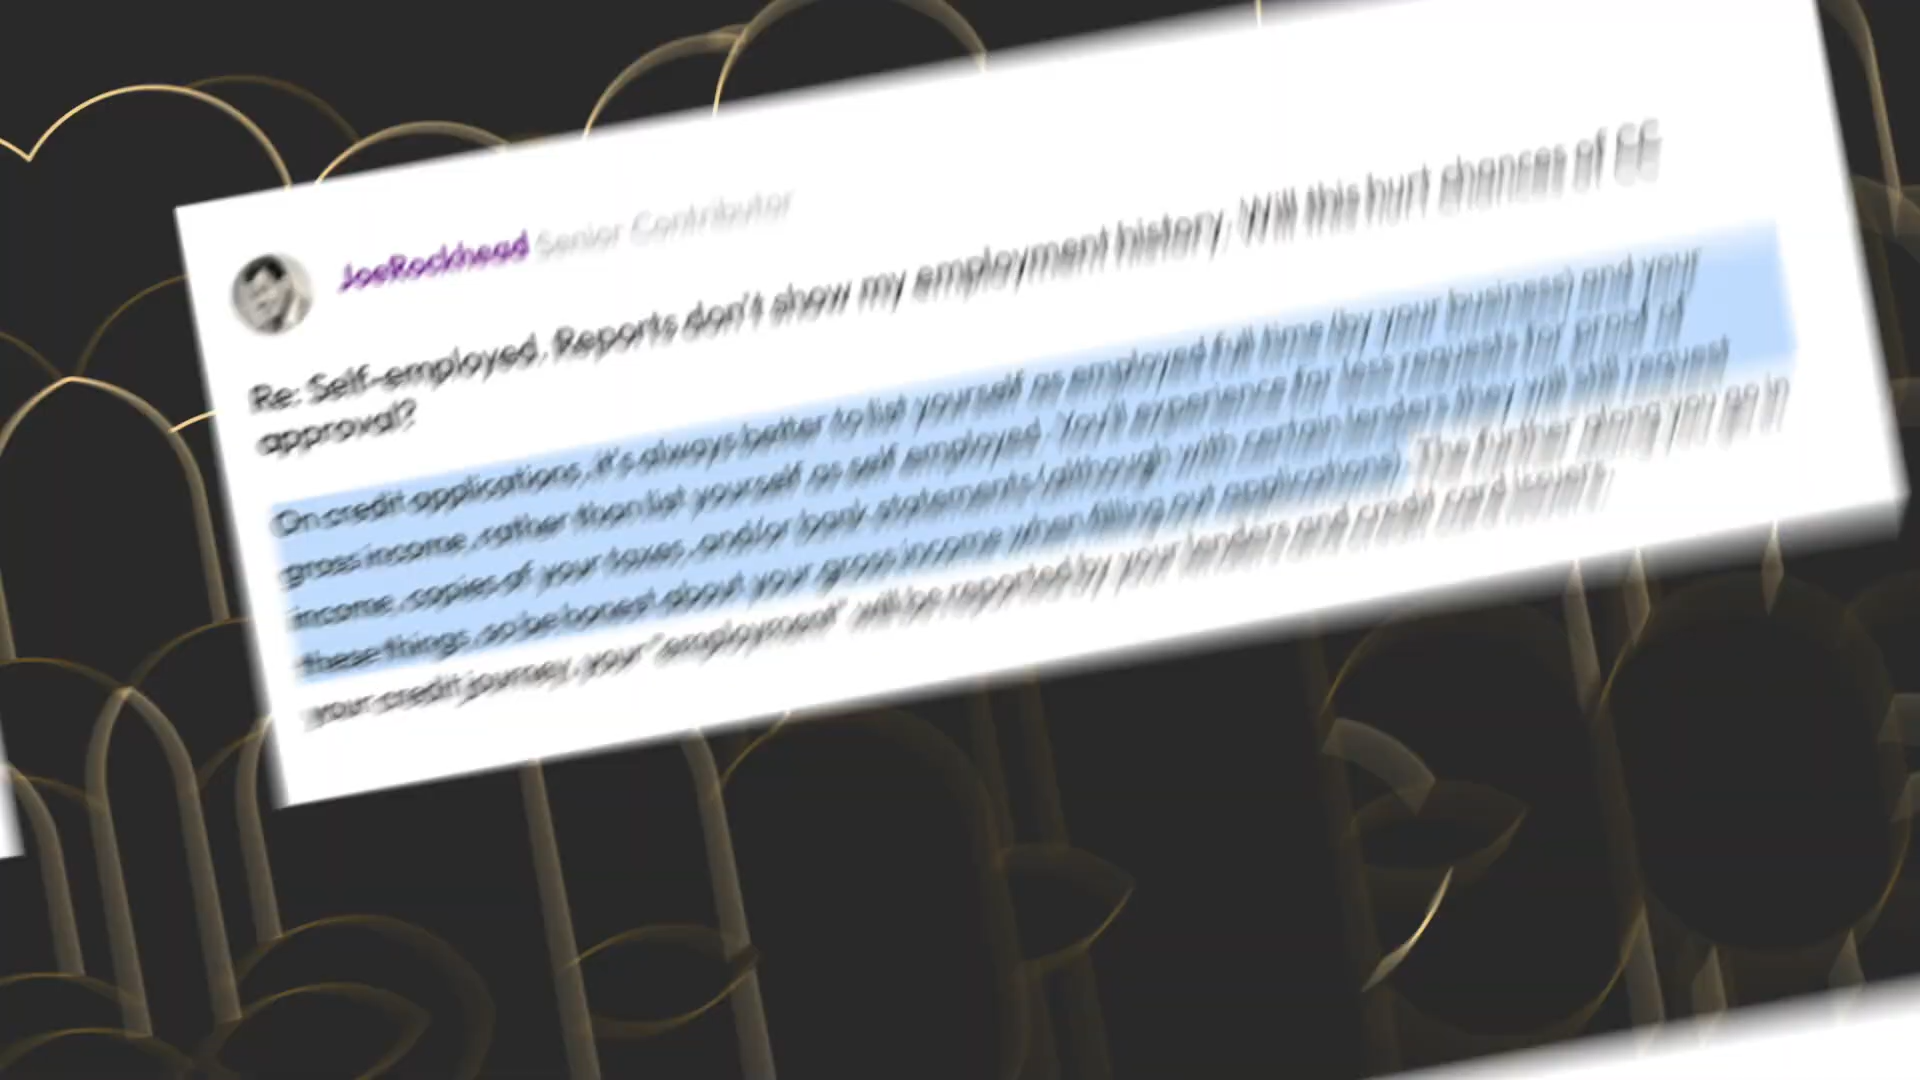 JoeRockhead Senior Contributor
Re: Self-employed. Reports don't show my employment history. Will this hurt chances of CC
approval?
On credit applications, it's always better to list yourself as employed full time (by your business) and your
gross income, rather than list yourself as self employed. You'll experience far less requests for proof of
income, copies of your taxes, and/or bank statements (although with certain lenders they will still request
these things, so be honest about your gross income when filling out applications). The further along you go in
your credit journey, your "employment" will be reported by your lenders and credit card issuers.